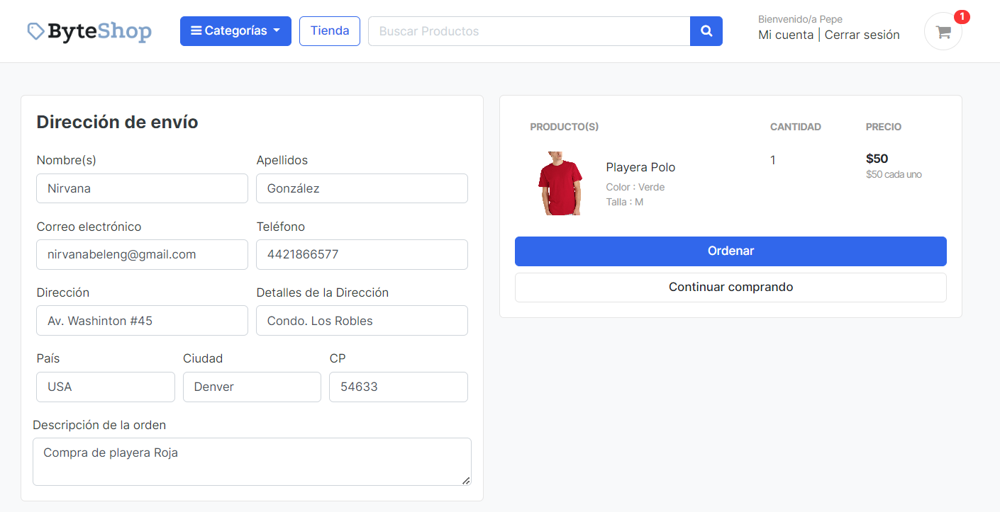 ByteShop
Categorías
Tienda
Buscar Productos
Bienvenido/a Pepe
Mi cuenta | Cerrar sesión
1
Dirección de envío
Nombre(s) Apellidos
Nirvana González
Correo electrónico Teléfono
nirvanabeleng@gmail.com 4421866577
Dirección Detalles de la Dirección
Av. Washinton #45 Condo. Los Robles
País Ciudad CP
USA Denver 54633
Descripción de la orden
Compra de playera Roja
PRODUCTO(S) CANTIDAD PRECIO
Playera Polo 1 $50
$50 cada uno
Color : Verde
Talla : M
Ordenar
Continuar comprando